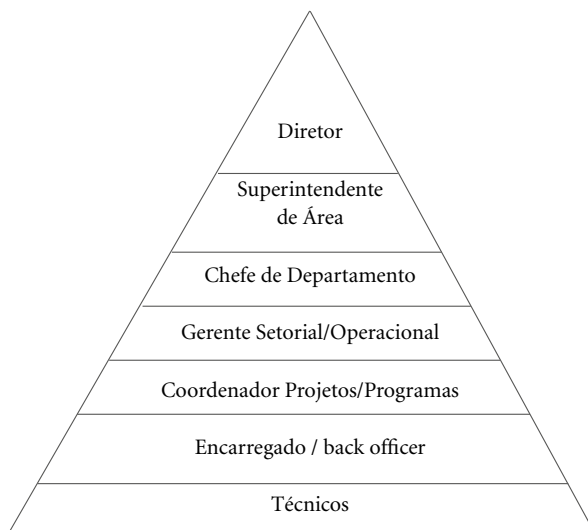 Diretor
Superintendente
de Área
Chefe de Departamento
Gerente Setorial/Operacional
Coordenador Projetos/Programas
Encarregado / back officer
Técnicos